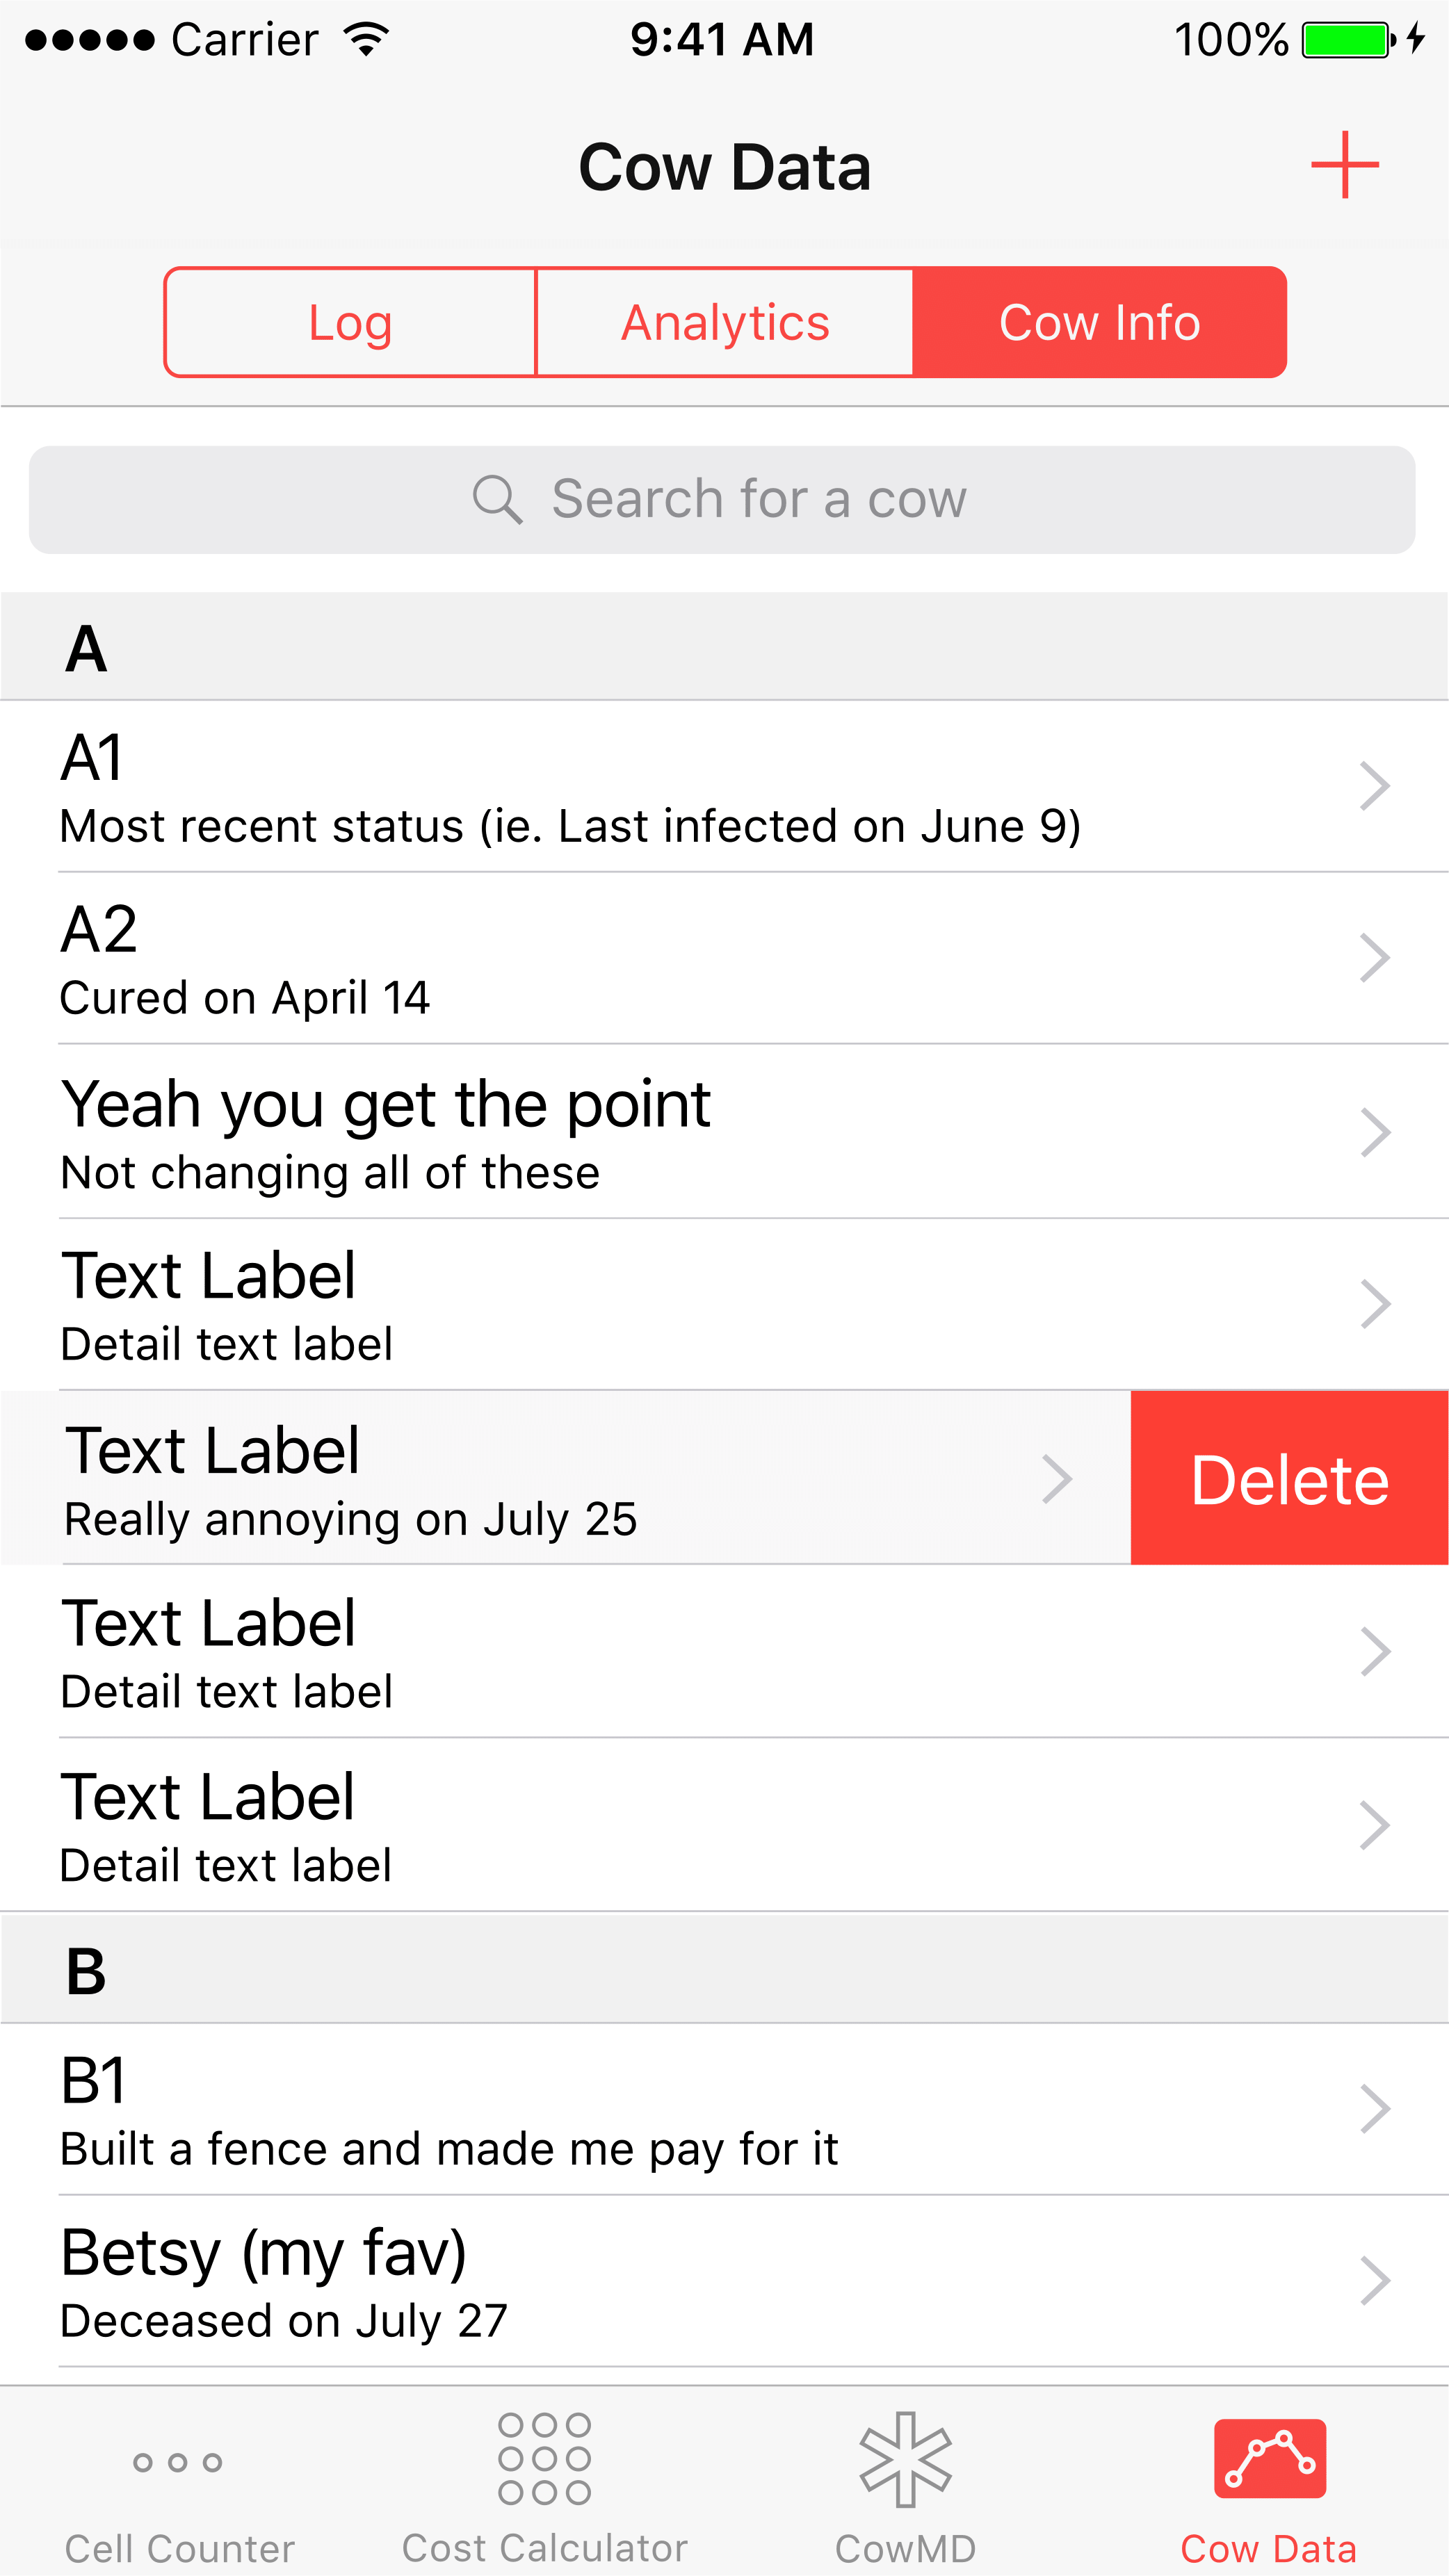 Carrier 9:41 AM 100%
Cow Data
Log Analytics Cow Info
Search for a cow
A
A1
Most recent status (ie. Last infected on June 9)
A2
Cured on April 14
Yeah you get the point
Not changing all of these
Text Label
Detail text label
Text Label
Really annoying on July 25
Delete
Text Label
Detail text label
Text Label
Detail text label
B
B1
Built a fence and made me pay for it
Betsy (my fav)
Deceased on July 27
Cell Counter Cost Calculator CowMD Cow Data